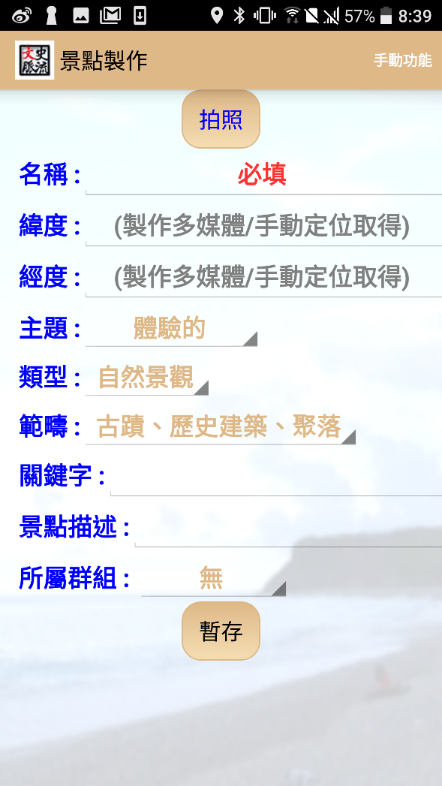 57% 8:39
文史脈流 景點製作 手動功能
拍照
名稱 : 必填
緯度 : (製作多媒體/手動定位取得)
經度 : (製作多媒體/手動定位取得)
主題 : 體驗的
類型 : 自然景觀
範疇 : 古蹟、歷史建築、聚落
關鍵字 :
景點描述 :
所屬群組 : 無
暫存